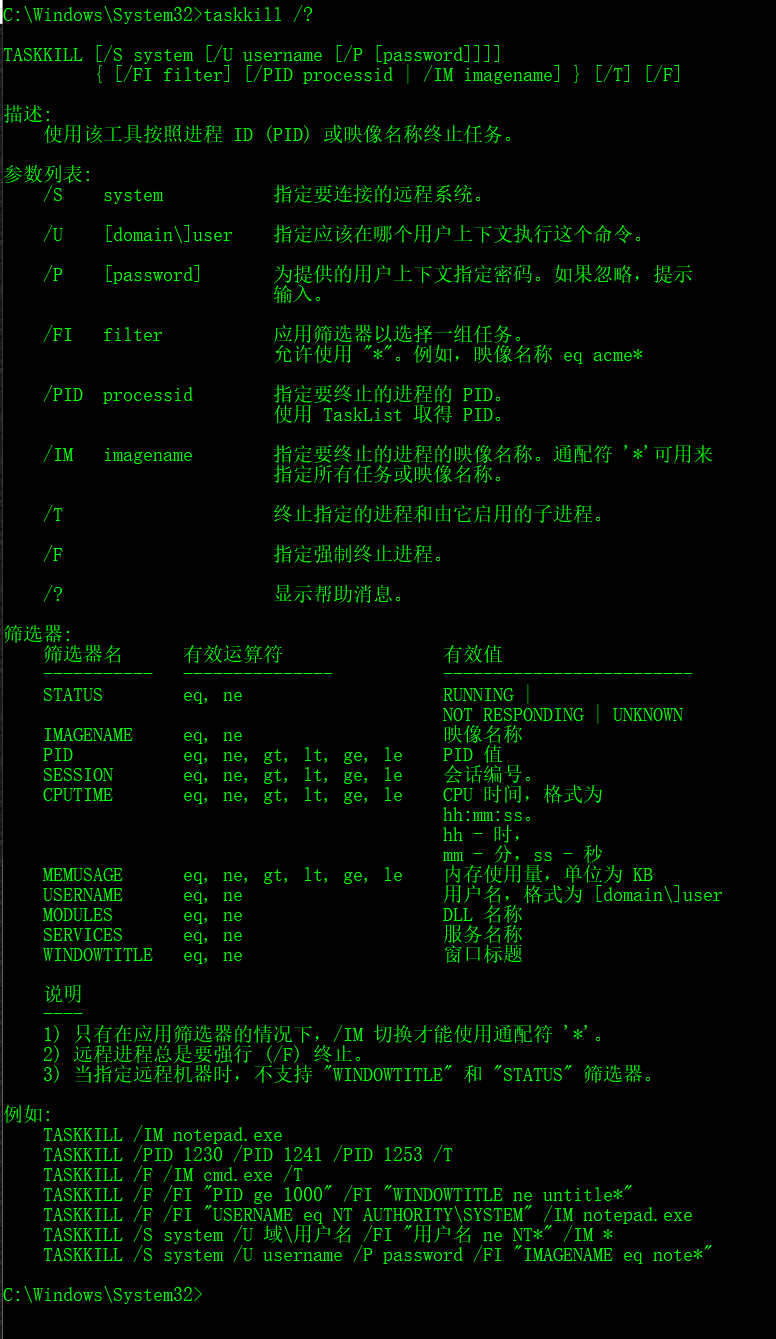 C:\Windows\System32>taskkill /?
TASKKILL [/S system [/U username [/P [password]]]]
         { [/FI filter] [/PID processid | /IM imagename] } [/T] [/F]
描述:
    使用该工具按照进程 ID (PID) 或映像名称终止任务。
参数列表:
    /S    system           指定要连接的远程系统。
    /U    [domain\]user    指定应该在哪个用户上下文执行这个命令。
    /P    [password]       为提供的用户上下文指定密码。如果忽略，提示
                           输入。
    /FI   filter           应用筛选器以选择一组任务。
                           允许使用 "*"。例如，映像名称 eq acme*
    /PID  processid        指定要终止的进程的 PID。
                           使用 TaskList 取得 PID。
    /IM   imagename        指定要终止的进程的映像名称。通配符 '*'可用来
                           指定所有任务或映像名称。
    /T                     终止指定的进程和由它启用的子进程。
    /F                     指定强制终止进程。
    /?                     显示帮助消息。
筛选器:
    筛选器名      有效运算符                有效值
    -----------   ---------------           -------------------------
    STATUS        eq, ne                    RUNNING |
                                            NOT RESPONDING | UNKNOWN
    IMAGENAME     eq, ne                    映像名称
    PID           eq, ne, gt, lt, ge, le    PID 值
    SESSION       eq, ne, gt, lt, ge, le    会话编号。
    CPUTIME       eq, ne, gt, lt, ge, le    CPU 时间，格式为
                                            hh:mm:ss。
                                            hh - 时，
                                            mm - 分，ss - 秒
    MEMUSAGE      eq, ne, gt, lt, ge, le    内存使用量，单位为 KB
    USERNAME      eq, ne                    用户名，格式为 [domain\]user
    MODULES       eq, ne                    DLL 名称
    SERVICES      eq, ne                    服务名称
    WINDOWTITLE   eq, ne                    窗口标题
    说明
    ----
    1) 只有在应用筛选器的情况下，/IM 切换才能使用通配符 '*'。
    2) 远程进程总是要强行 (/F) 终止。
    3) 当指定远程机器时，不支持 "WINDOWTITLE" 和 "STATUS" 筛选器。
例如:
    TASKKILL /IM notepad.exe
    TASKKILL /PID 1230 /PID 1241 /PID 1253 /T
    TASKKILL /F /IM cmd.exe /T
    TASKKILL /F /FI "PID ge 1000" /FI "WINDOWTITLE ne untitle*"
    TASKKILL /F /FI "USERNAME eq NT AUTHORITY\SYSTEM" /IM notepad.exe
    TASKKILL /S system /U 域\用户名 /FI "用户名 ne NT*" /IM *
    TASKKILL /S system /U username /P password /FI "IMAGENAME eq note*"
C:\Windows\System32>